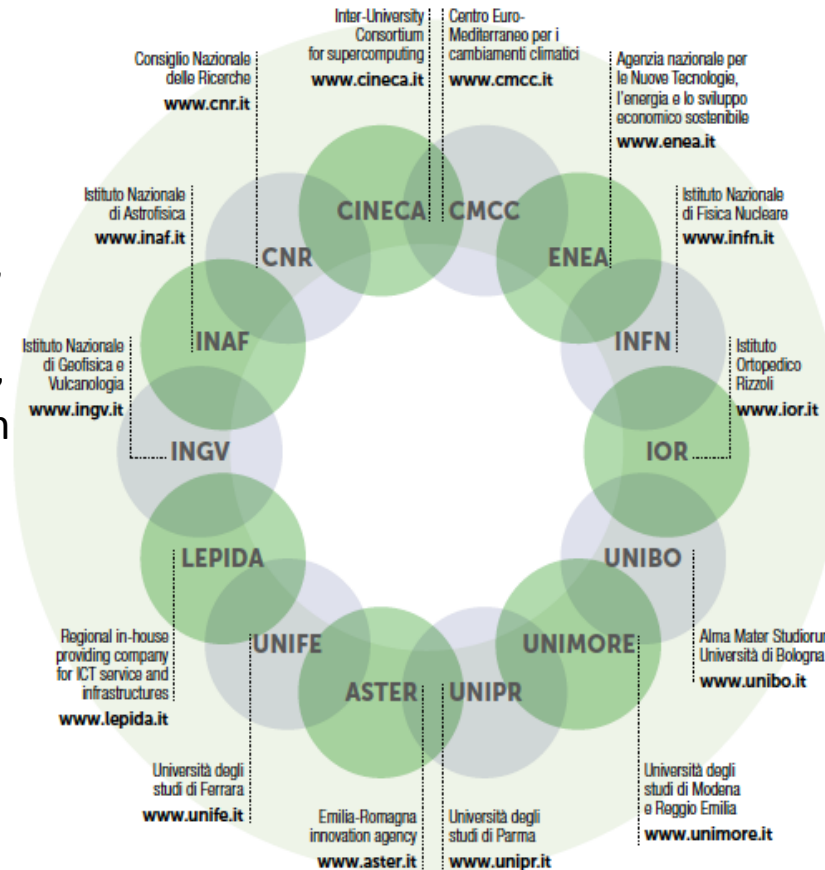 Inter-University
Consortium
for supercomputing
www.cineca.it
Centro Euro-
Mediterraneo per i
cambiamenti climatici
www.cmcc.it
Consiglio Nazionale
delle Ricerche
www.cnr.it
Agenzia nazionale per
le Nuove Tecnologie,
l'energia e lo sviluppo
economico sostenibile
www.enea.it
Istituto Nazionale
di Astrofisica
www.inaf.it
Istituto Nazionale
di Fisica Nucleare
www.infn.it
CINECA
CMCC
CNR
ENEA
INAF
INFN
Istituto Nazionale
di Geofisica e
Vulcanologia
www.ingv.it
Istituto
Ortopedico
Rizzoli
www.ior.it
INGV
IOR
LEPIDA
UNIBO
UNIFE
UNIMORE
ASTER
UNIPR
Regional in-house
providing company
for ICT service and
infrastructures
www.lepida.it
Alma Mater Studiorum
Università di Bologna
www.unibo.it
Università degli
studi di Ferrara
www.unife.it
Università degli
studi di Modena
e Reggio Emilia
www.unimore.it
Emilia-Romagna
innovation agency
www.aster.it
Università degli
studi di Parma
www.unipr.it